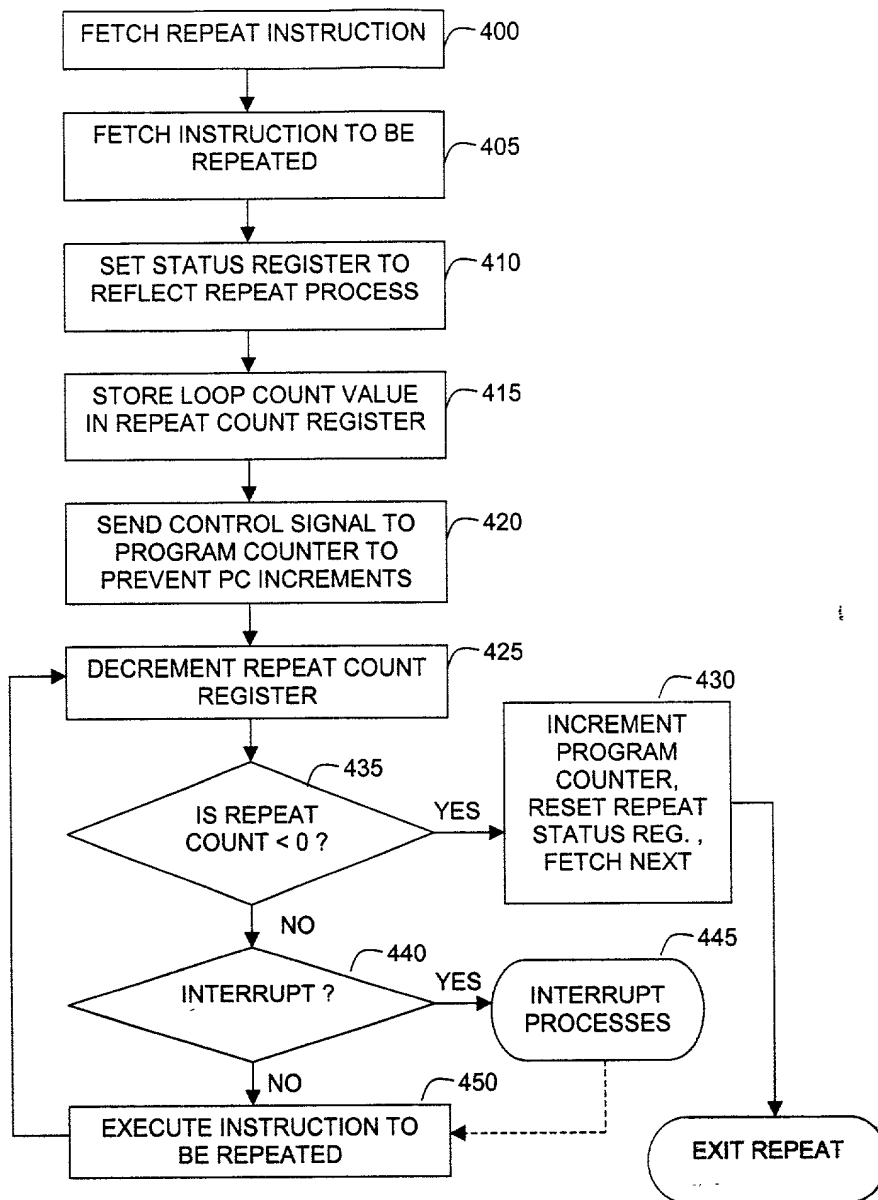 FETCH REPEAT INSTRUCTION
400
FETCH INSTRUCTION TO BE
REPEATED
405
SET STATUS REGISTER TO
REFLECT REPEAT PROCESS
410
STORE LOOP COUNT VALUE
IN REPEAT COUNT REGISTER
415
SEND CONTROL SIGNAL TO
PROGRAM COUNTER TO
PREVENT PC INCREMENTS
420
DECREMENT REPEAT COUNT
REGISTER
425
435
IS REPEAT
COUNT < 0 ?
YES
430
INCREMENT
PROGRAM
COUNTER,
RESET REPEAT
STATUS REG. ,
FETCH NEXT
NO
440
INTERRUPT ?
YES
445
INTERRUPT
PROCESSES
NO
450
EXECUTE INSTRUCTION TO
BE REPEATED
EXIT REPEAT